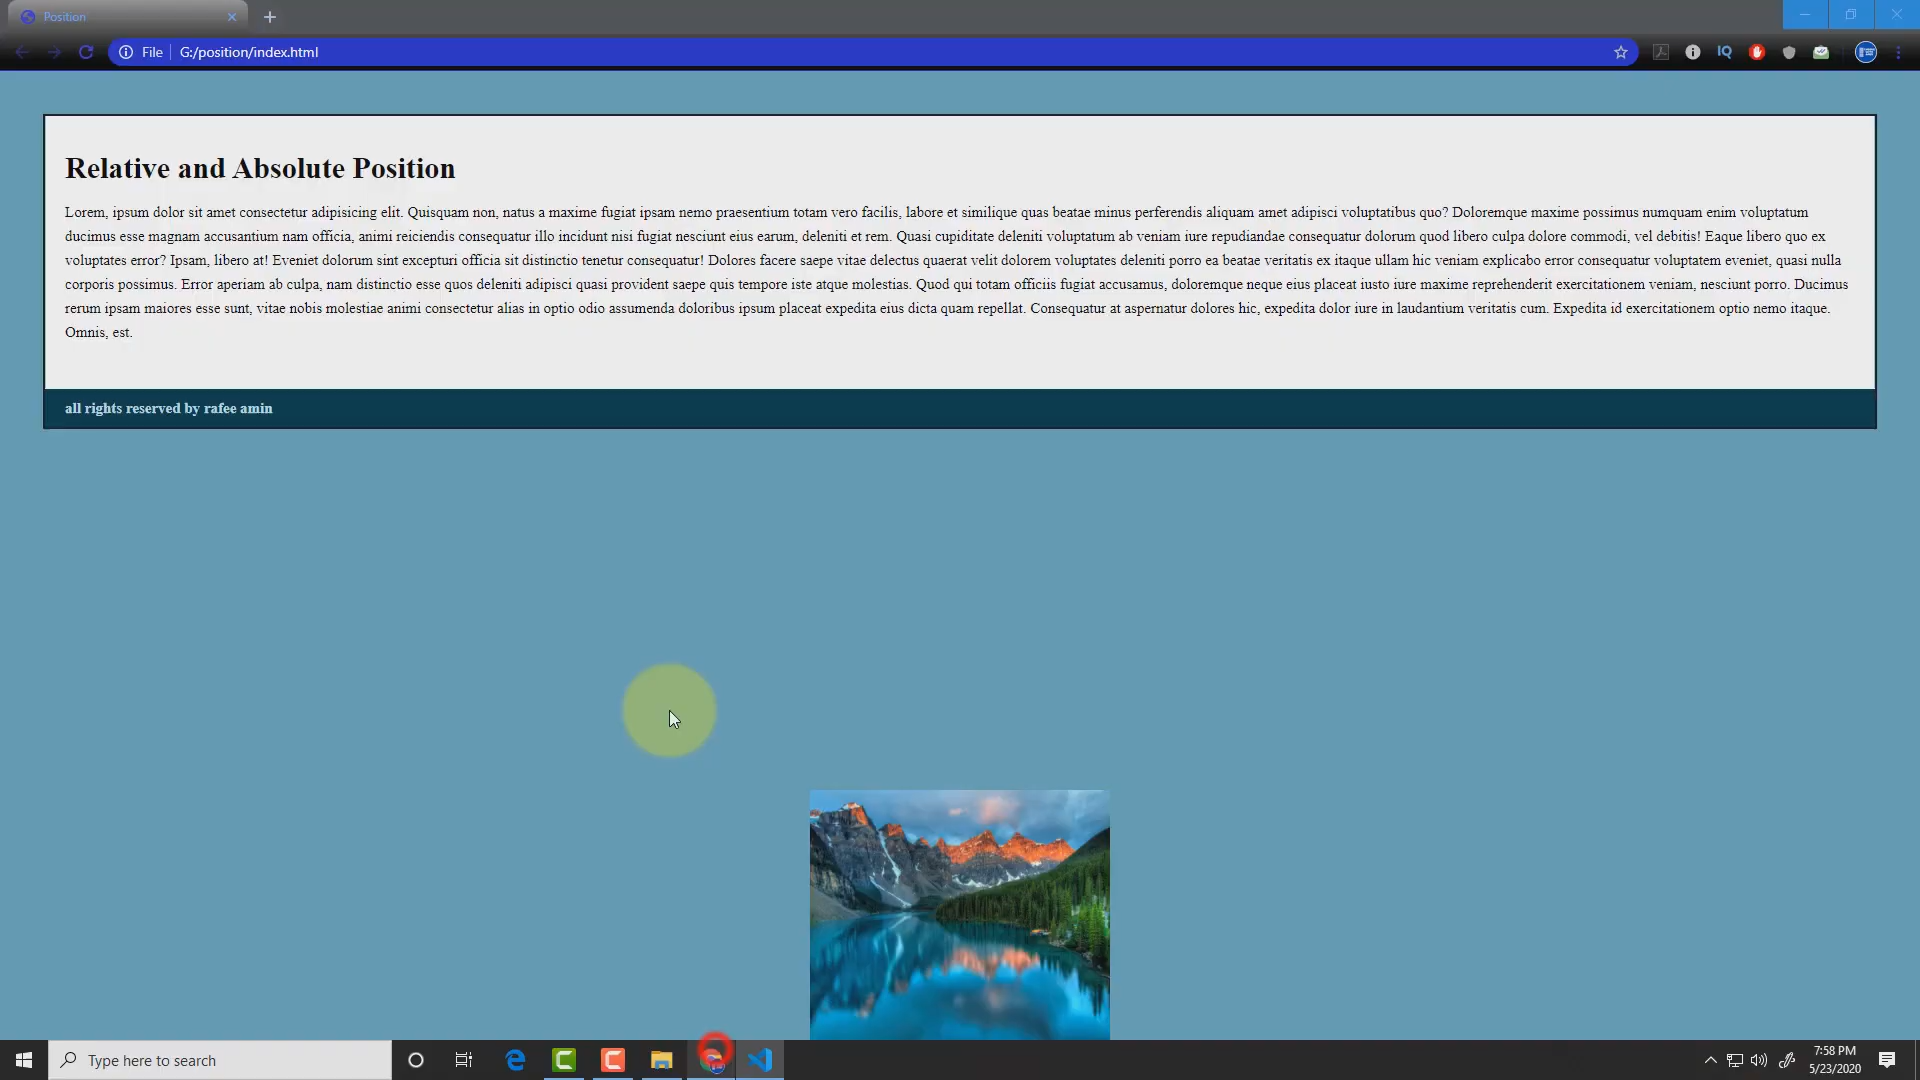 Position
File G:/position/index.html
IQ
Relative and Absolute Position
Lorem, ipsum dolor sit amet consectetur adipisicing elit. Quisquam non, natus a maxime fugiat ipsam nemo praesentium totam vero facilis, labore et similique quas beatae minus perferendis aliquam amet adipisci voluptatibus quo? Doloremque maxime possimus numquam enim voluptatum
ducimus esse magnam accusantium nam officia, animi reiciendis consequatur illo incidunt nisi fugiat nesciunt eius earum, deleniti et rem. Quasi cupiditate deleniti voluptatum ab veniam iure repudiandae consequatur dolorum quod libero culpa dolore commodi, vel debitis! Eaque libero quo ex
voluptates error? Ipsam, libero at! Eveniet dolorum sint excepturi officia sit distinctio tenetur consequatur! Dolores facere saepe vitae delectus quaerat velit dolorem voluptates deleniti porro ea beatae veritatis ex itaque ullam hic veniam explicabo error consequatur voluptatem eveniet, quasi nulla
corporis possimus. Error aperiam ab culpa, nam distinctio esse quos deleniti adipisci quasi provident saepe quis tempore iste atque molestias. Quod qui totam officiis fugiat accusamus, doloremque neque eius placeat iusto iure maxime reprehenderit exercitationem veniam, nesciunt porro. Ducimus
rerum ipsam maiores esse sunt, vitae nobis molestiae animi consectetur alias in optio odio assumenda doloribus ipsum placeat expedita eius dicta quam repellat. Consequatur at aspernatur dolores hic, expedita dolor iure in laudantium veritatis cum. Expedita id exercitationem optio nemo itaque.
Omnis, est.
all rights reserved by rafee amin
Type here to search
7:58 PM
5/23/2020